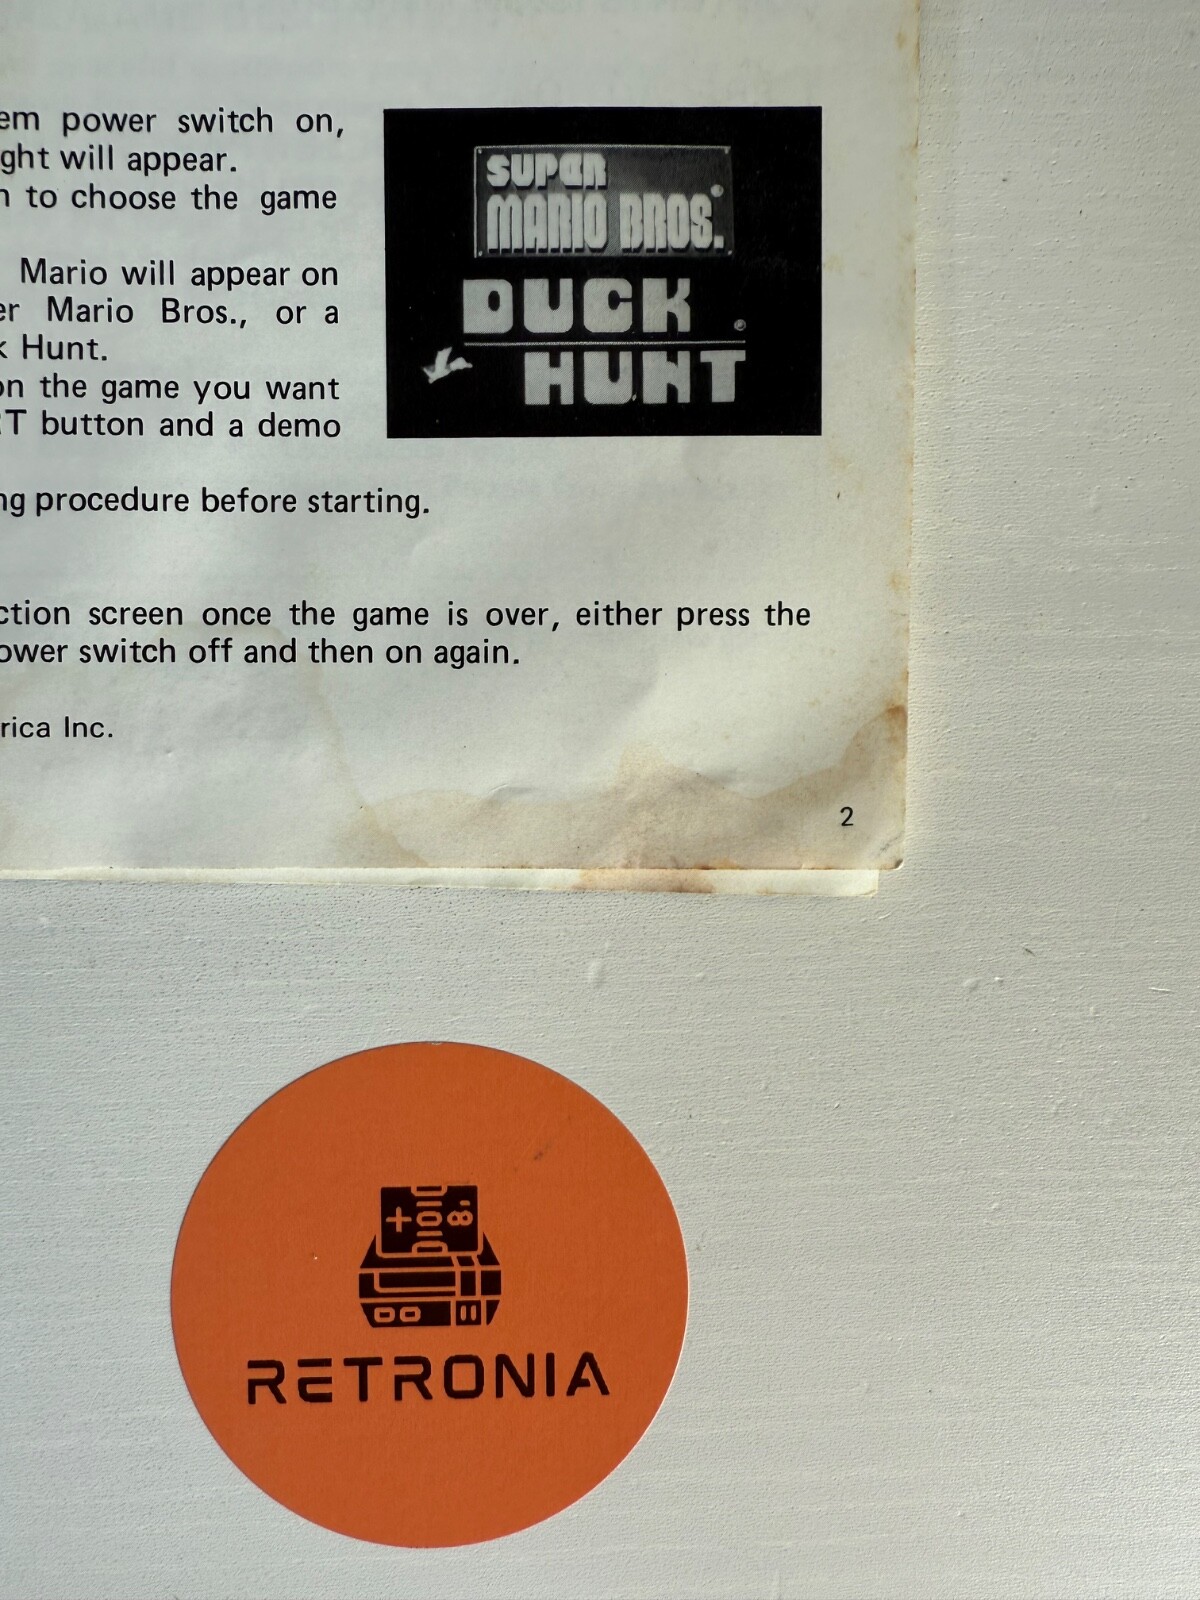 em power switch on,
ght will appear.
n to choose the game
Mario will appear on
er Mario Bros., or a
k Hunt.
on the game you want
RT button and a demo
ng procedure before starting.
ction screen once the game is over, either press the
ower switch off and then on again.
rica Inc.
2
SUPER
MARIO BROS.
DUCK
HUNT
RETRONIA